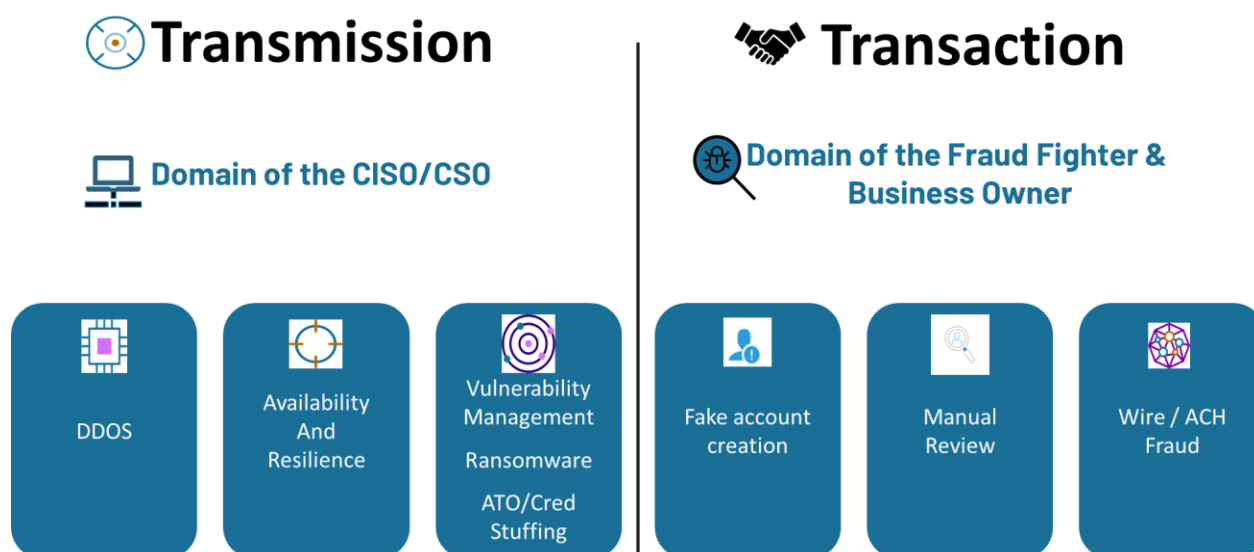 Transmission
Domain of the CISO/CSO
DDOS
Availability
And
Resilience
Vulnerability
Management
Ransomware
ATO/Cred
Stuffing
Transaction
Domain of the Fraud Fighter &
Business Owner
Fake account
creation
Manual
Review
Wire / ACH
Fraud